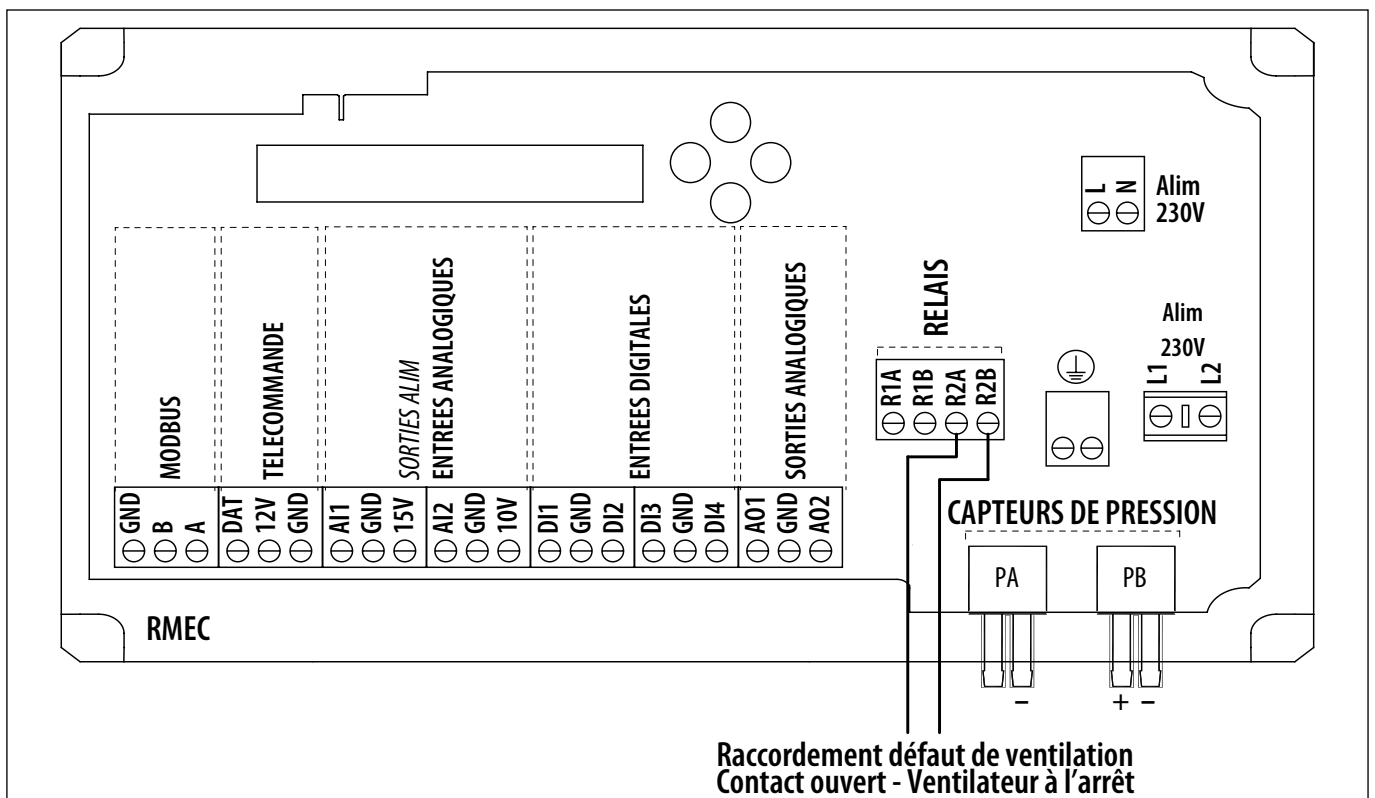 L N
Alim
230V
Alim
230V
L1 L2
RELAIS
R1A R1B R2A R2B
MODBUS
TELECOMMANDE
SORTIES ALIM
ENTREES ANALOGIQUES
ENTREES DIGITALES
SORTIES ANALOGIQUES
GND B A DAT 12V GND AI1 GND 15V AI2 GND 10V DI1 GND DI2 DI3 GND DI4 AO1 GND AO2
CAPTEURS DE PRESSION
PA PB
RMEC
– + –
Raccordement défaut de ventilation
Contact ouvert - Ventilateur à l’arrêt